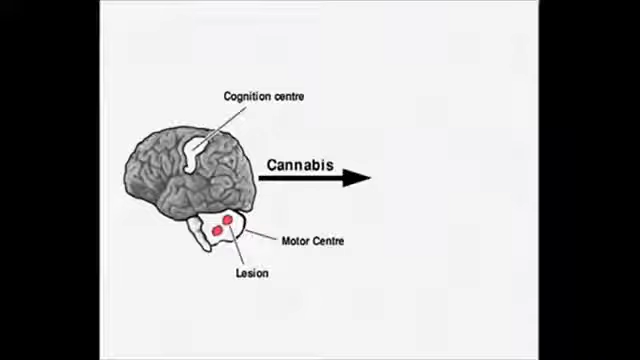 Cognition centre
Cannabis
Motor Centre
Lesion